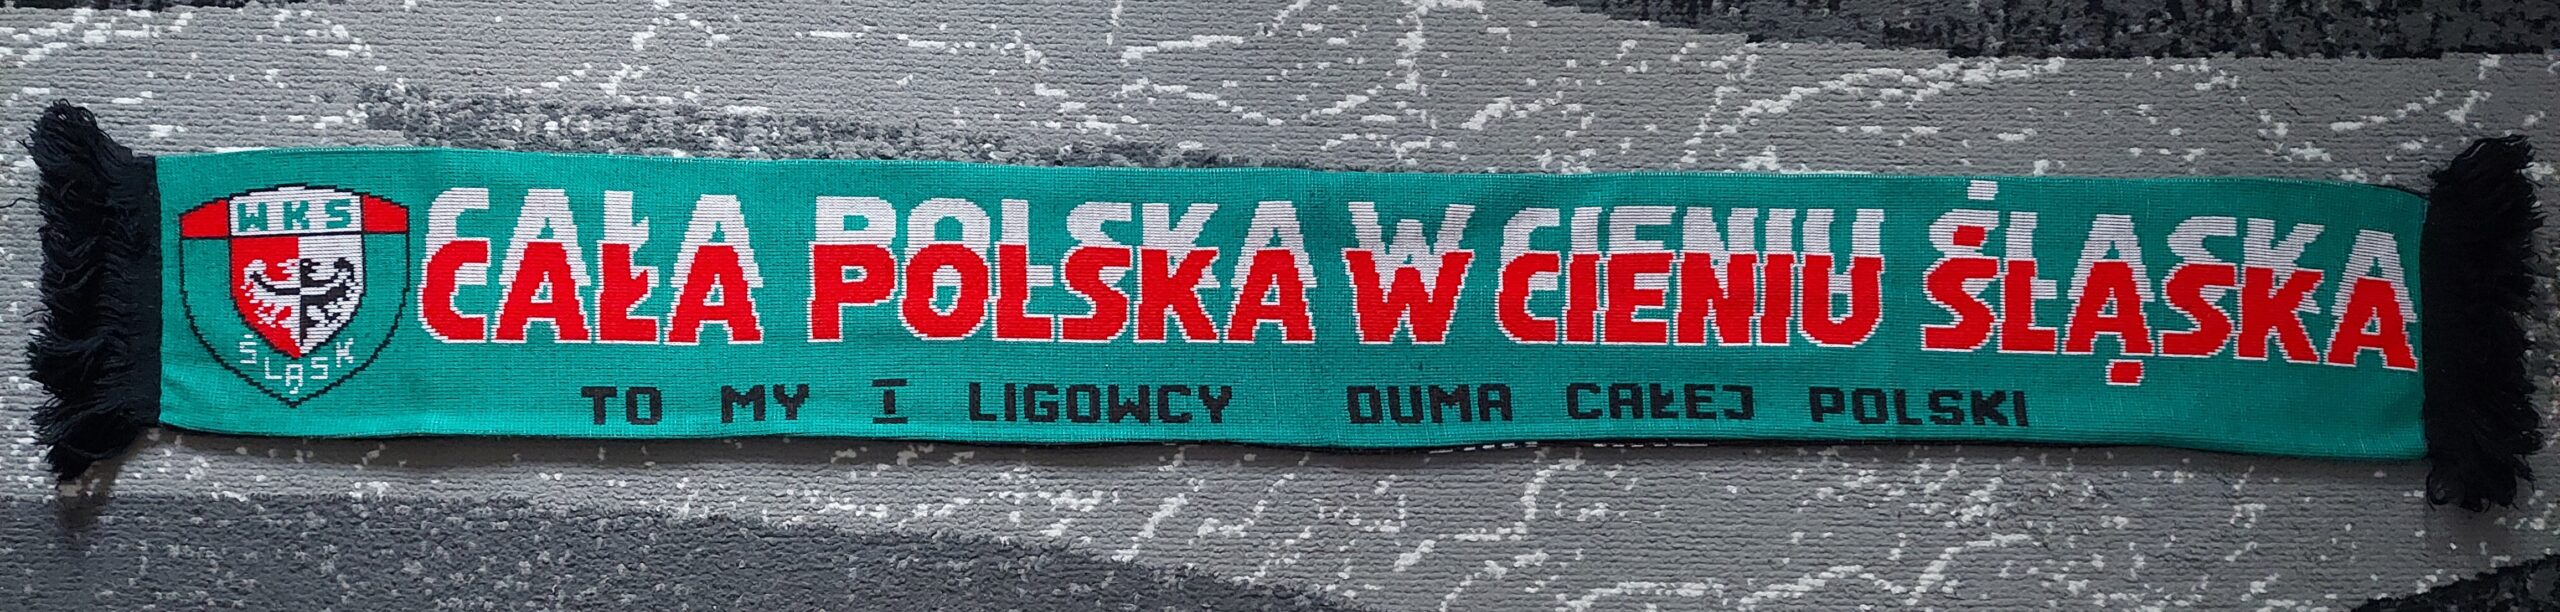 WKS
ŚLĄSK
CAŁA POLSKA W CIENIU ŚLĄSKA
TO MY I LIGOWCY DUMA CAŁEJ POLSKI